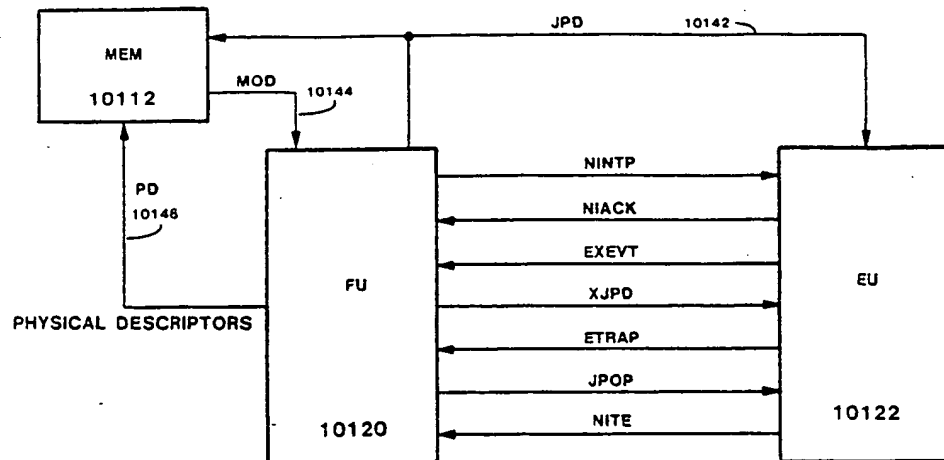 JPD
10142
MEM
10112
MOD
10144
PD
10146
PHYSICAL DESCRIPTORS
FU
10120
NINTP
NIACK
EXEVT
XJPD
ETRAP
JPOP
NITE
EU
10122